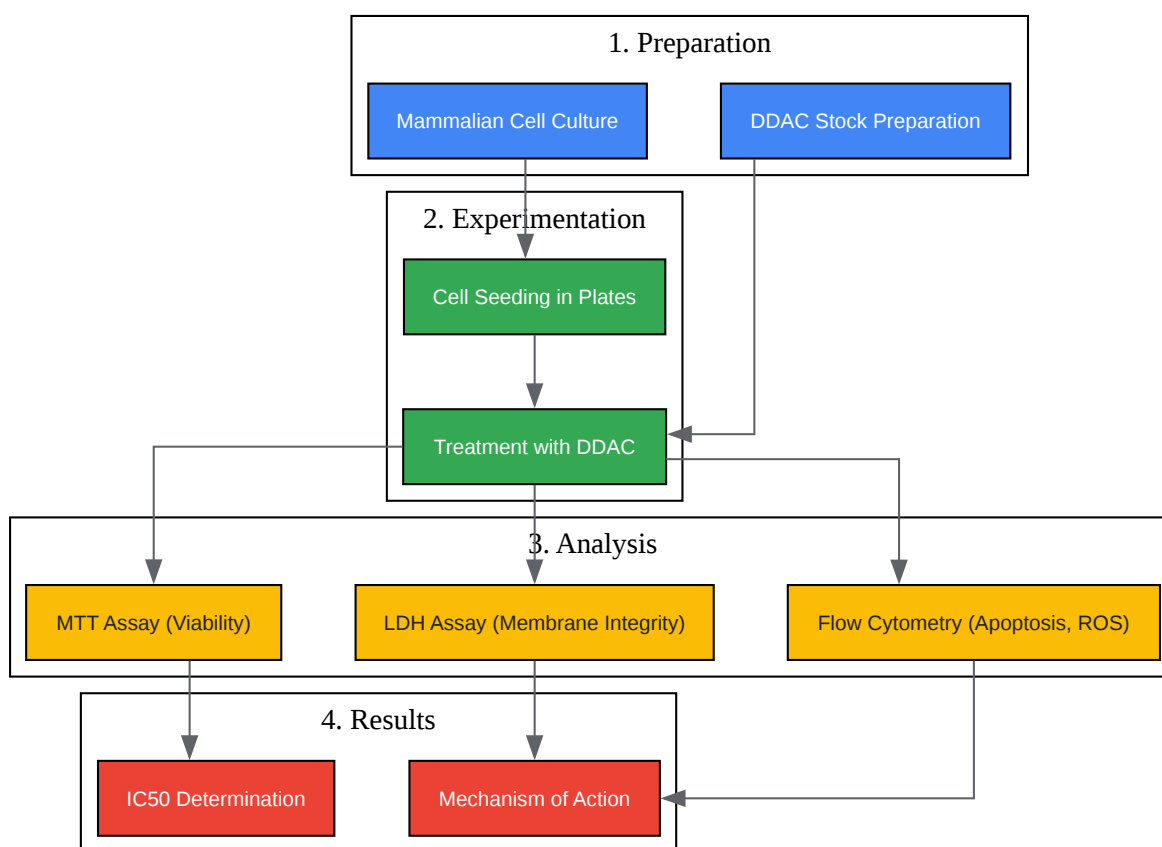 1. Preparation
Mammalian Cell Culture
DDAC Stock Preparation
2. Experimentation
Cell Seeding in Plates
Treatment with DDAC
3. Analysis
MTT Assay (Viability)
LDH Assay (Membrane Integrity)
Flow Cytometry (Apoptosis, ROS)
4. Results
IC50 Determination
Mechanism of Action